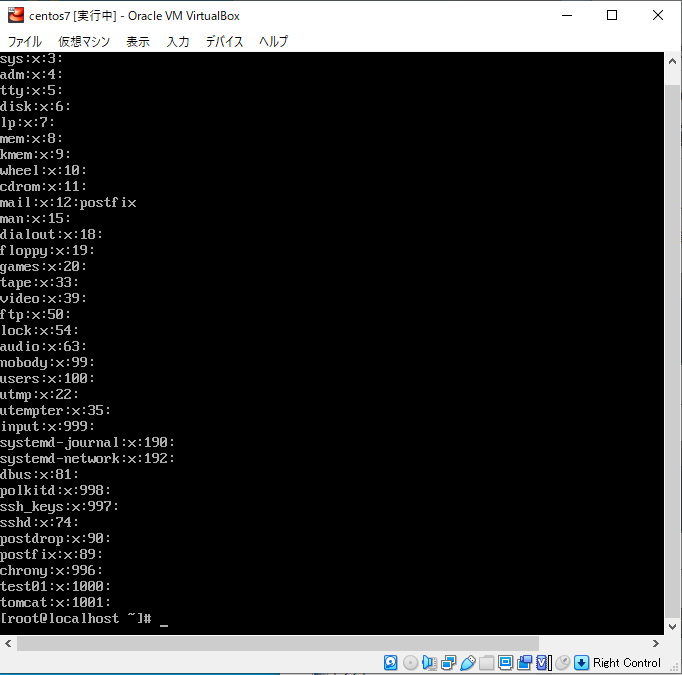 centos7 [実行中] - Oracle VM VirtualBox
ファイル 仮想マシン 表示 入力 デバイス ヘルプ
sys:x:3:
adm:x:4:
tty:x:5:
disk:x:6:
lp:x:7:
mem:x:8:
kmem:x:9:
wheel:x:10:
cdrom:x:11:
mail:x:12:postfix
man:x:15:
dialout:x:18:
floppy:x:19:
games:x:20:
tape:x:33:
video:x:39:
ftp:x:50:
lock:x:54:
audio:x:63:
nobody:x:99:
users:x:100:
utmp:x:22:
utempter:x:35:
input:x:999:
systemd-journal:x:190:
systemd-network:x:192:
dbus:x:81:
polkitd:x:998:
ssh_keys:x:997:
sshd:x:74:
postdrop:x:90:
postfix:x:89:
chrony:x:996:
test01:x:1000:
tomcat:x:1001:
[root@localhost ~]# _
Right Control